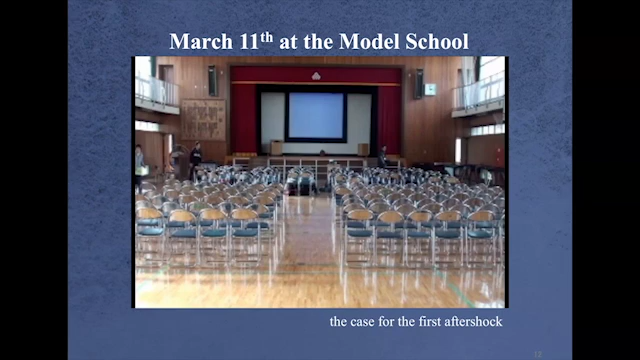 March 11th at the Model School
the case for the first aftershock